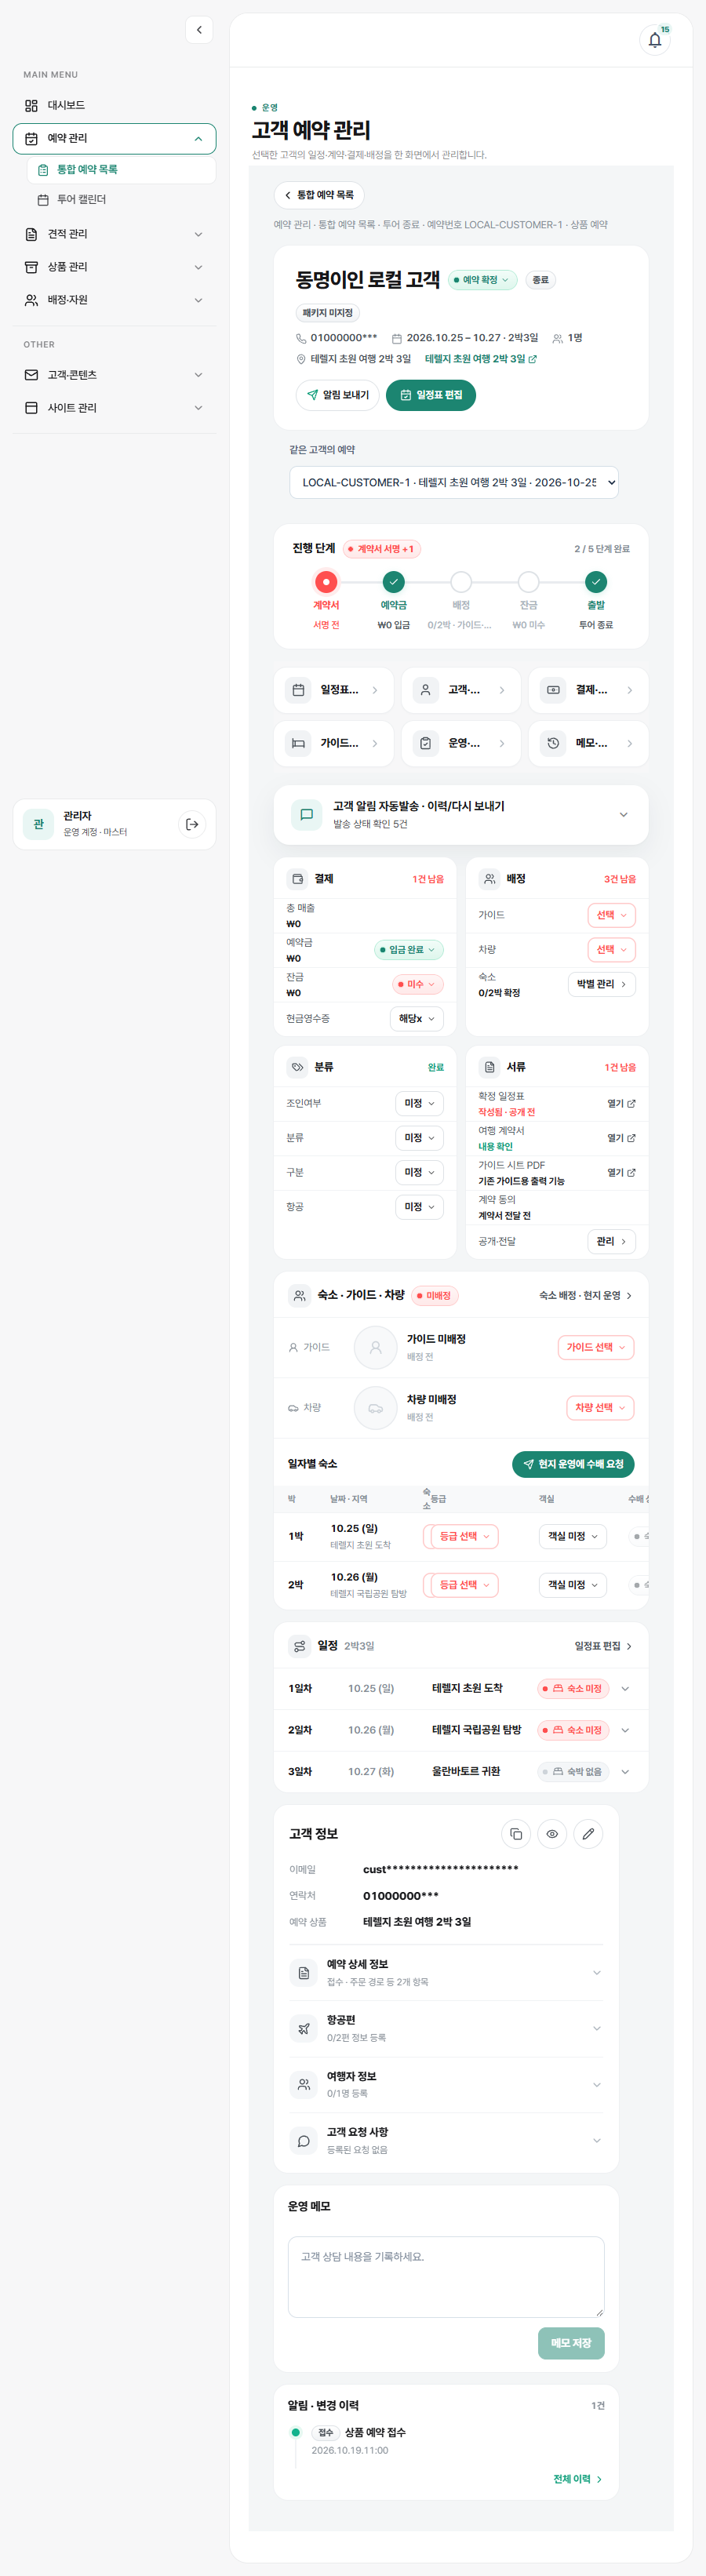 15
MAIN MENU
대시보드
예약 관리
통합 예약 목록
투어 캘린더
견적 관리
상품 관리
배정·자원
OTHER
고객·콘텐츠
사이트 관리
관
관리자
운영 계정 · 마스터
운영
고객 예약 관리
선택한 고객의 일정·계약·결제·배정을 한 화면에서 관리합니다.
통합 예약 목록
예약 관리 · 통합 예약 목록 · 투어 종료 · 예약번호 LOCAL-CUSTOMER-1 · 상품 예약
동명이인 로컬 고객 예약 확정 종료
패키지 미지정
01000000*** 2026.10.25 – 10.27 · 2박3일 1명
테렐지 초원 여행 2박 3일 테렐지 초원 여행 2박 3일
알림 보내기 일정표 편집
같은 고객의 예약
LOCAL-CUSTOMER-1 · 테렐지 초원 여행 2박 3일 · 2026-10-25
진행 단계 계약서 서명 +1 2 / 5 단계 완료
계약서 예약금 배정 잔금 출발
서명 전 ₩0 입금 0/2박 · 가이드·... ₩0 미수 투어 종료
일정표... 고객·... 결제·...
가이드... 운영·... 메모·...
고객 알림 자동발송 · 이력/다시 보내기
발송 상태 확인 5건
결제 1건 남음
총 매출
₩0
예약금
₩0 입금 완료
잔금
₩0 미수
현금영수증 해당x
배정 3건 남음
가이드 선택
차량 선택
숙소
0/2박 확정 박별 관리
분류 완료
조인여부 미정
분류 미정
구분 미정
항공 미정
서류 1건 남음
확정 일정표
작성됨 · 공개 전 열기
여행 계약서
내용 확인 열기
가이드 시트 PDF
기존 가이드용 출력 기능 열기
계약 동의
계약서 전달 전
공개·전달 관리
숙소 · 가이드 · 차량 미배정 숙소 배정 · 현지 운영
가이드 가이드 미배정 가이드 선택
배정 전
차량 차량 미배정 차량 선택
배정 전
일자별 숙소 현지 운영에 수배 요청
박 날짜 · 지역 숙소 등급 객실 수배
1박 10.25 (일) 등급 선택 객실 미정
테렐지 초원 도착
2박 10.26 (월) 등급 선택 객실 미정
테렐지 국립공원 탐방
일정 2박3일 일정표 편집
1일차 10.25 (일) 테렐지 초원 도착 숙소 미정
2일차 10.26 (월) 테렐지 국립공원 탐방 숙소 미정
3일차 10.27 (화) 울란바토르 귀환 숙박 없음
고객 정보
이메일 cust**********************
연락처 01000000***
예약 상품 테렐지 초원 여행 2박 3일
예약 상세 정보
접수 · 주문 경로 등 2개 항목
항공편
0/2편 정보 등록
여행자 정보
0/1명 등록
고객 요청 사항
등록된 요청 없음
운영 메모
고객 상담 내용을 기록하세요.
메모 저장
알림 · 변경 이력 1건
접수 상품 예약 접수
2026.10.19.11:00
전체 이력